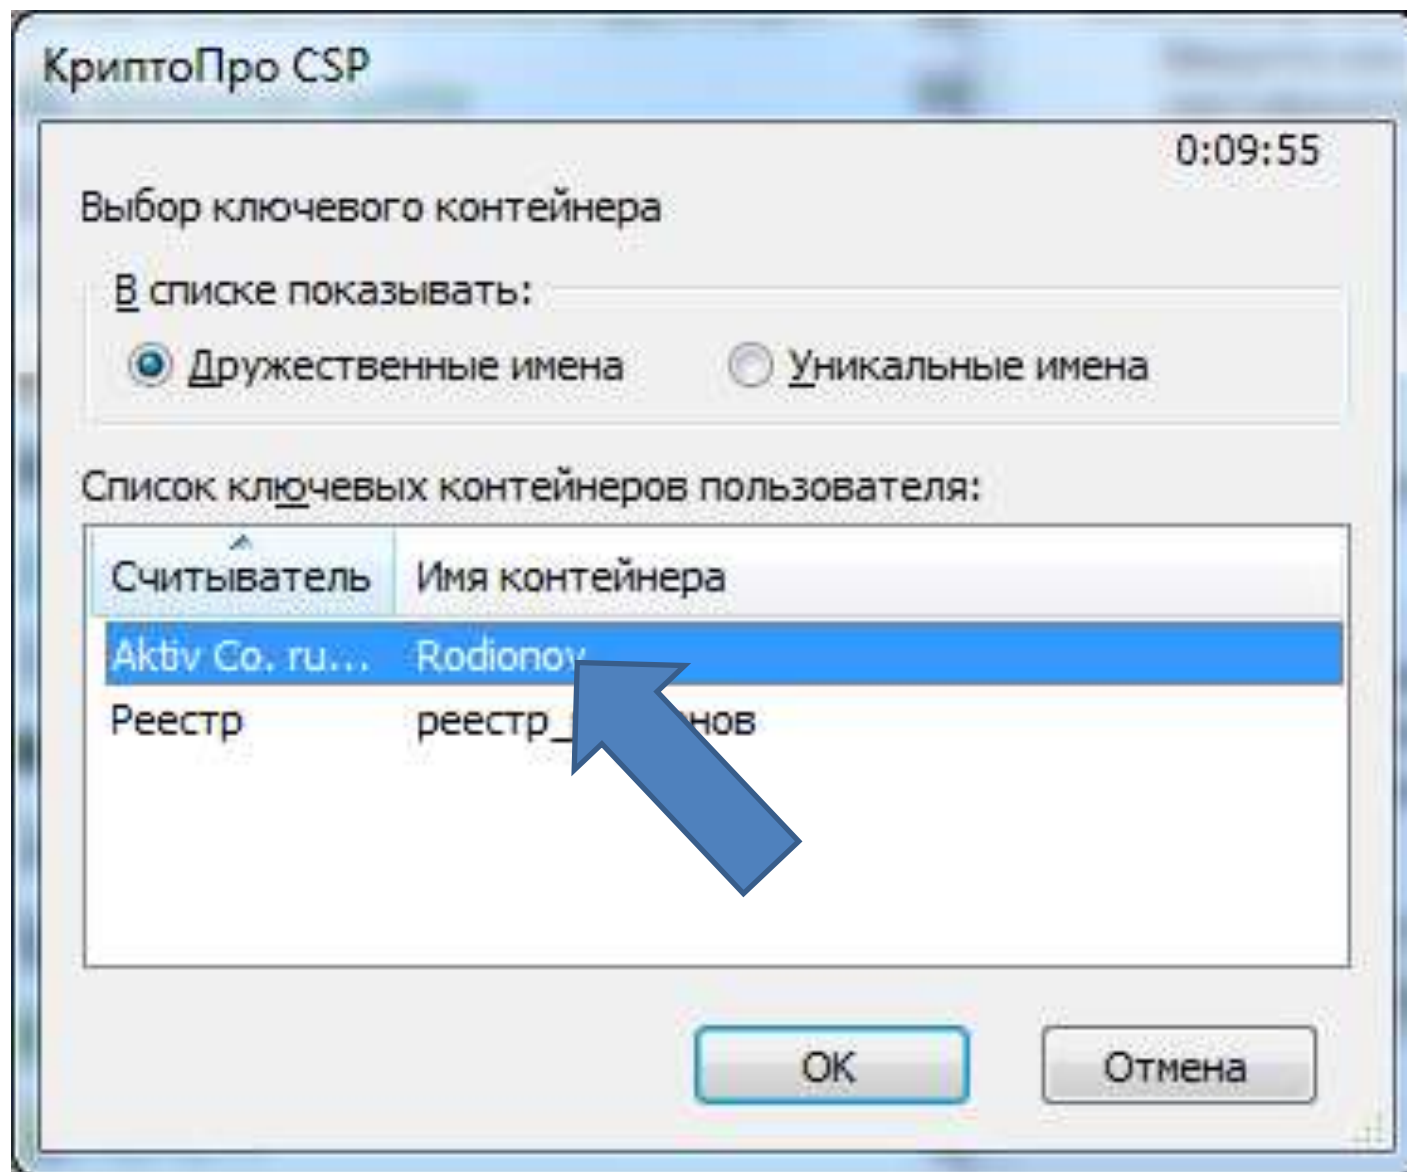 КриптоПро CSP
0:09:55
Выбор ключевого контейнера
В списке показывать:
Дружественные имена Уникальные имена
Список ключевых контейнеров пользователя:
Считыватель Имя контейнера
Aktiv Co. ru... Rodionov
Реестр
OK Отмена